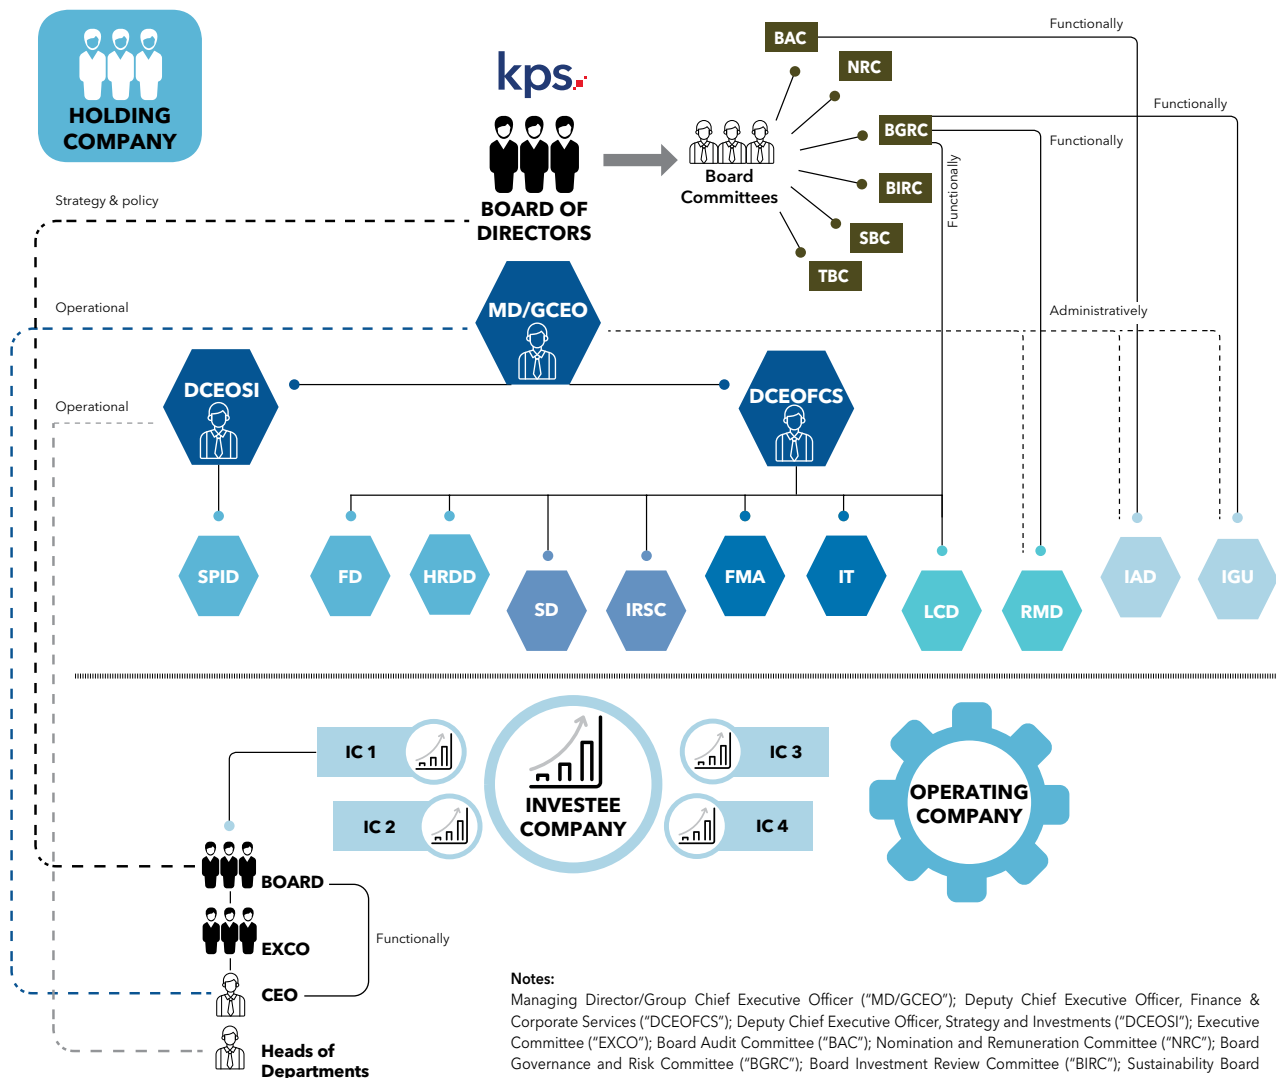 HOLDING
COMPANY
kps
BOARD OF
DIRECTORS
Board
Committees
BAC
NRC
BGRC
BIRC
SBC
TBC
Functionally
Functionally
Functionally
Functionally
Strategy & policy
Operational
Operational
Administratively
MD/GCEO
DCEOSI
DCEOFCS
SPID
FD
HRDD
SD
IRSC
FMA
IT
LCD
RMD
IAD
IGU
IC 1
IC 2
INVESTEE
COMPANY
IC 3
IC 4
OPERATING
COMPANY
BOARD
EXCO
Functionally
CEO
Heads of
Departments
Notes:
Managing Director/Group Chief Executive Officer (“MD/GCEO”); Deputy Chief Executive Officer, Finance &
Corporate Services (“DCEOFCS”); Deputy Chief Executive Officer, Strategy and Investments (“DCEOSI”); Executive
Committee (“EXCO”); Board Audit Committee (“BAC”); Nomination and Remuneration Committee (“NRC”); Board
Governance and Risk Committee (“BGRC”); Board Investment Review Committee (“BIRC”); Sustainability Board